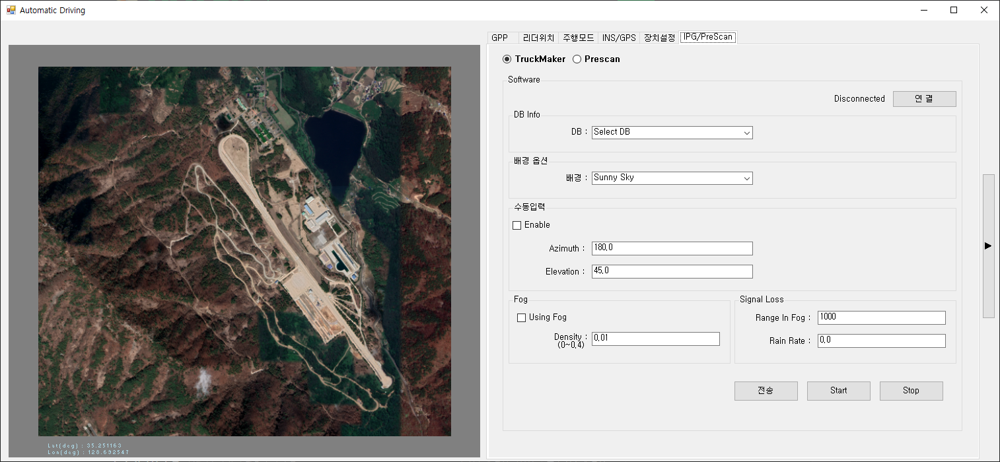 Automatic Driving
GPP 리더위치 주행모드 INS/GPS 장치설정 IPG/PreScan
TruckMaker Prescan
Software
Disconnected 연 결
DB Info
DB : Select DB
배경 옵션
배경 : Sunny Sky
수동입력
Enable
Azimuth : 180.0
Elevation : 45.0
Fog
Using Fog
Density :
(0~0.4)
0.01
Signal Loss
Range In Fog : 1000
Rain Rate : 0.0
전송 Start Stop
Lat(deg) : 35.251163
Lon(deg) : 128.692547